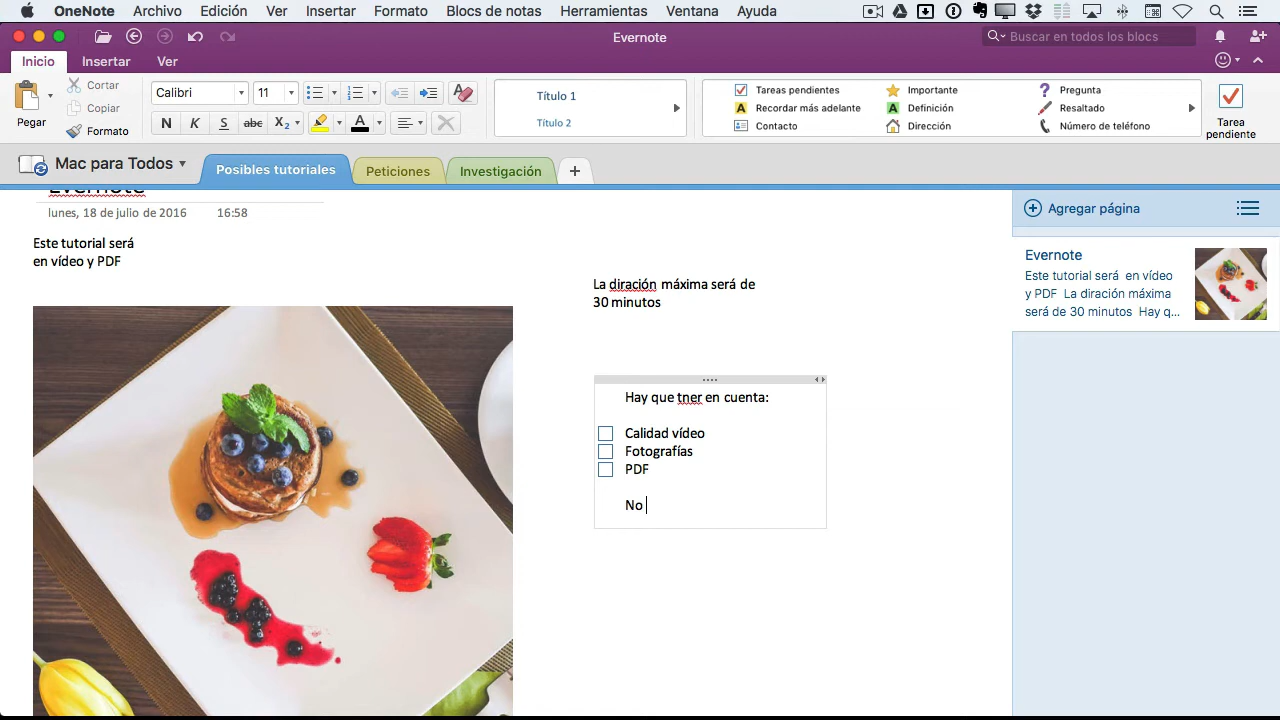 OneNote Archivo Edición Ver Insertar Formato Blocs de notas Herramientas Ventana Ayuda
Evernote
Buscar en todos los blocs
Inicio Insertar Ver
Pegar
Cortar
Copiar
Formato
Calibri 11
N K S abc X2 A
Título 1
Título 2
Tareas pendientes Importante Pregunta
Recordar más adelante Definición Resaltado
Contacto Dirección Número de teléfono
Tarea
pendiente
Mac para Todos Posibles tutoriales Peticiones Investigación +
Evernote
lunes, 18 de julio de 2016 16:58
Este tutorial será
en vídeo y PDF
La diración máxima será de
30 minutos
Hay que tner en cuenta:
Calidad vídeo
Fotografías
PDF
No
Agregar página
Evernote
Este tutorial será en vídeo
y PDF La diración máxima
será de 30 minutos Hay q...